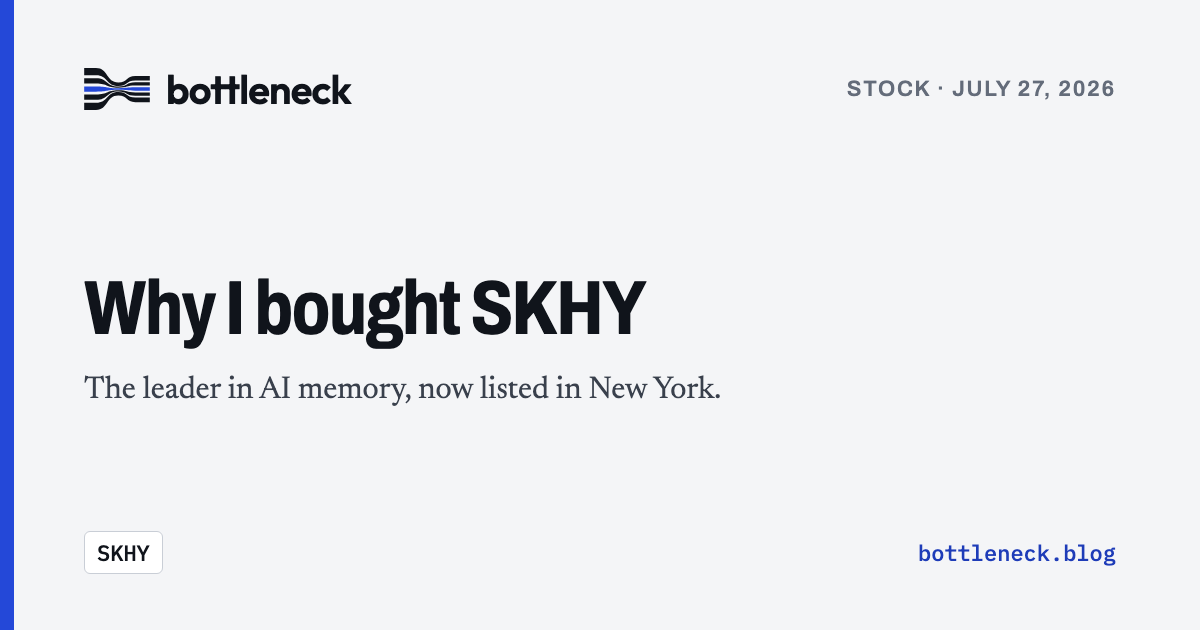 bottleneck
STOCK · JULY 27, 2026
Why I bought SKHY
The leader in AI memory, now listed in New York.
SKHY
bottleneck.blog